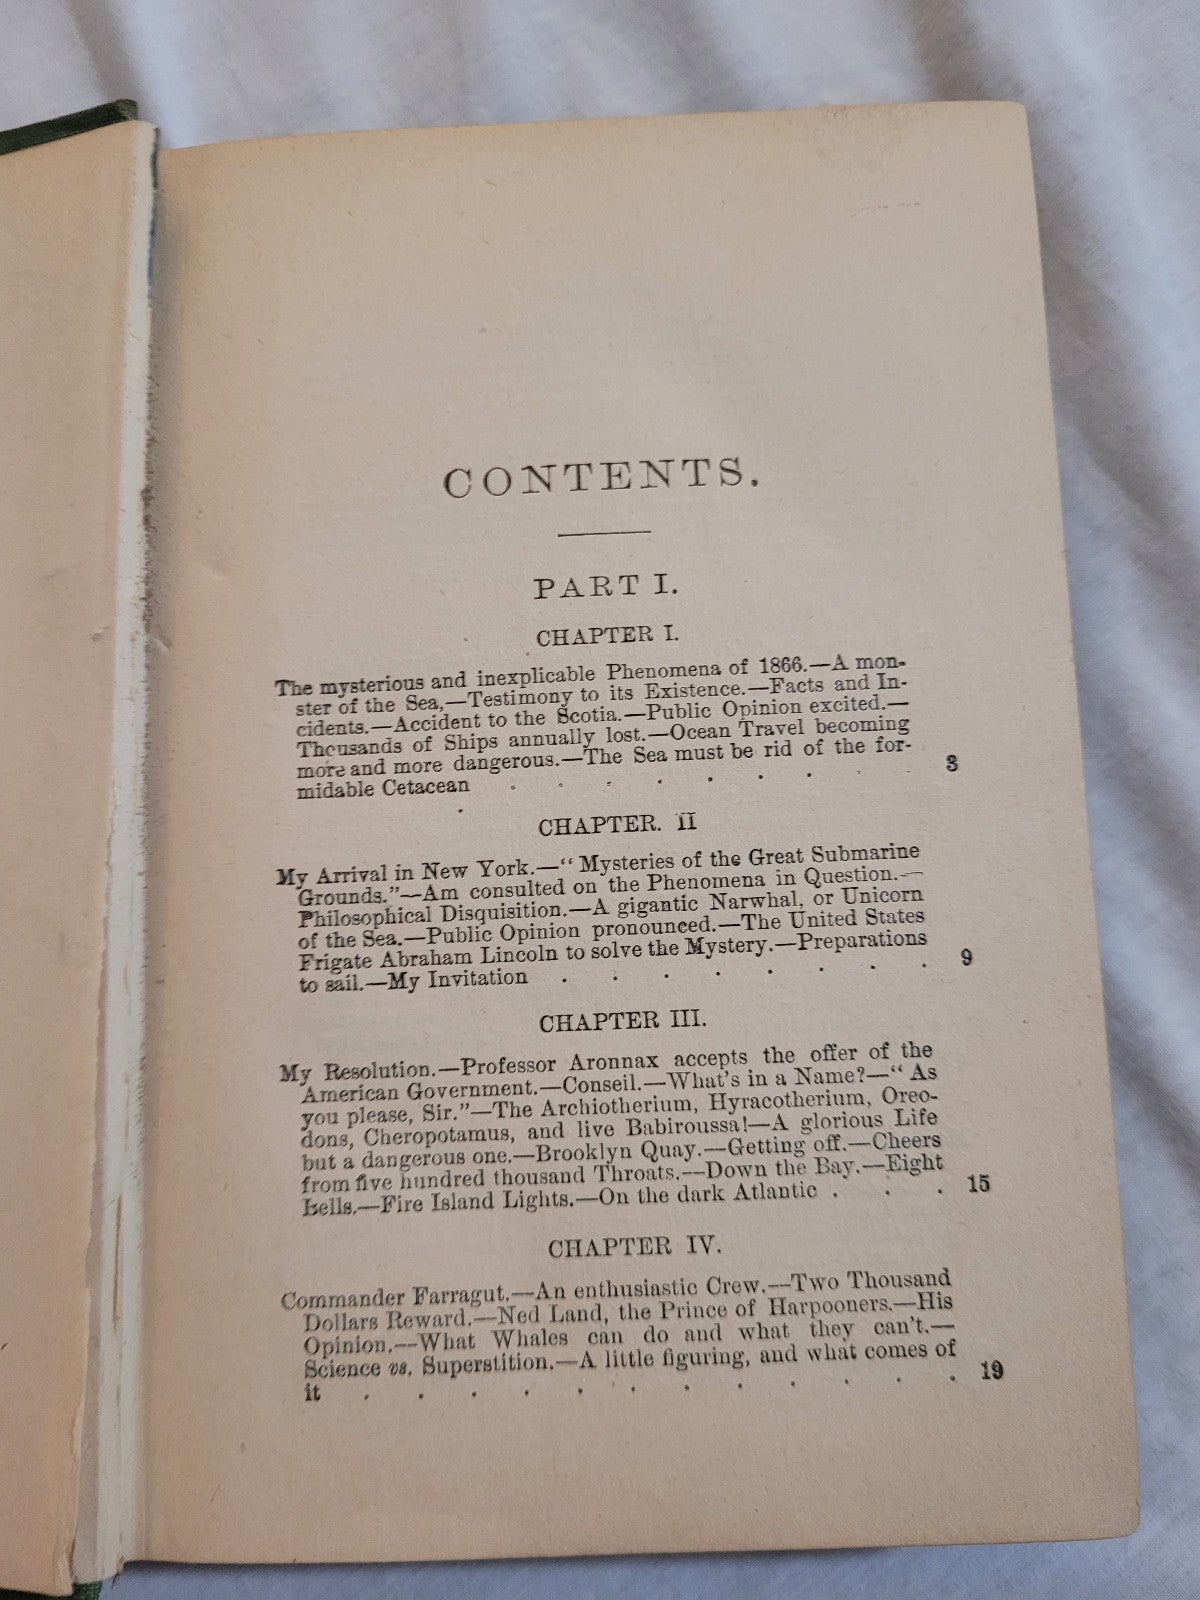 CONTENTS.
PART I.
CHAPTER I.
The mysterious and inexplicable Phenomena of 1866.—A mon-
ster of the Sea,—Testimony to its Existence.—Facts and In-
cidents.—Accident to the Scotia.—Public Opinion excited.—
Thousands of Ships annually lost.—Ocean Travel becoming
more and more dangerous.—The Sea must be rid of the for-
midable Cetacean . . . . . . . . 3
CHAPTER. II
My Arrival in New York.—“Mysteries of the Great Submarine
Grounds.”—Am consulted on the Phenomena in Question.—
Philosophical Disquisition.—A gigantic Narwhal, or Unicorn
of the Sea.—Public Opinion pronounced.—The United States
Frigate Abraham Lincoln to solve the Mystery.—Preparations
to sail.—My Invitation . . . . . . . . 9
CHAPTER III.
My Resolution.—Professor Aronnax accepts the offer of the
American Government.—Conseil.—What's in a Name?—“As
you please, Sir.”—The Archiotherium, Hyracotherium, Oreo-
dons, Cheropotamus, and live Babiroussa!—A glorious Life
but a dangerous one.—Brooklyn Quay.—Getting off.—Cheers
from five hundred thousand Throats.—Down the Bay.—Eight
Bells.—Fire Island Lights.—On the dark Atlantic . . . 15
CHAPTER IV.
Commander Farragut.—An enthusiastic Crew.—Two Thousand
Dollars Reward.—Ned Land, the Prince of Harpooners.—His
Opinion.—What Whales can do and what they can't.—
Science vs. Superstition.—A little figuring, and what comes of
it . . . . . . . . . . . . 19